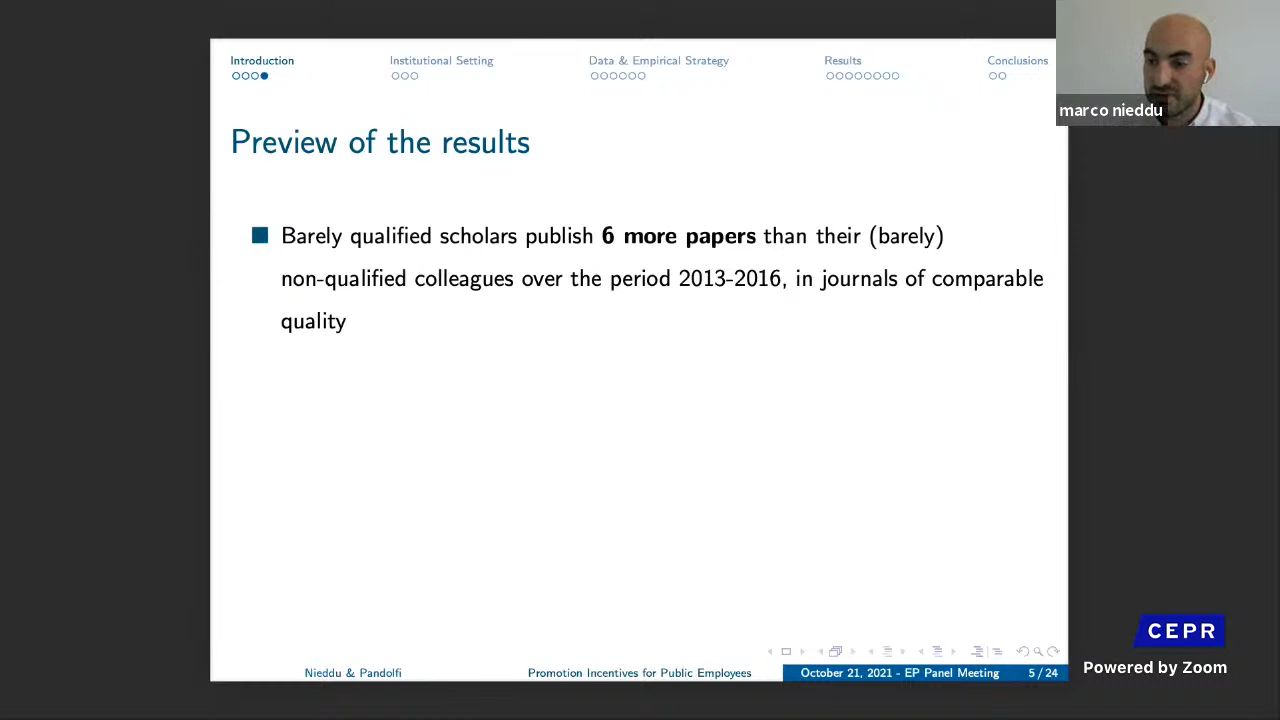 Introduction
Institutional Setting
Data & Empirical Strategy
Results
Conclusions
marco nieddu
Preview of the results
Barely qualified scholars publish 6 more papers than their (barely)
non-qualified colleagues over the period 2013-2016, in journals of comparable
quality
CEPR
Powered by Zoom
Nieddu & Pandolfi
Promotion Incentives for Public Employees
October 21, 2021 - EP Panel Meeting
5 / 24